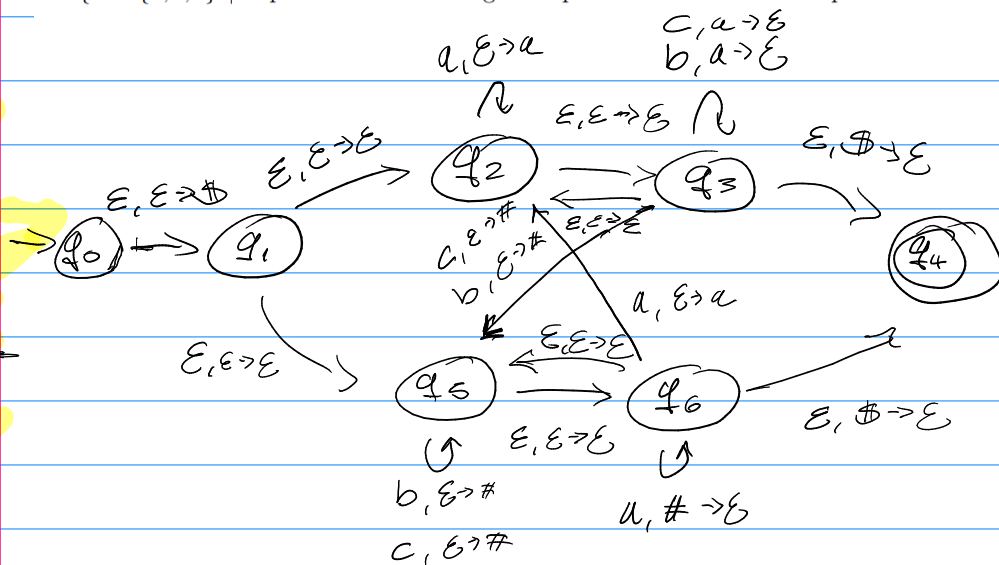 c, a→ε
a, ε→a
b, a→ε
ε, ε→ε
ε, $→ε
ε, ε→ε
q2
q3
ε, ε→$
ε, ε→ε
c, ε→#
q0
q1
q4
b, ε→#
a, ε→a
ε, ε→ε
ε, ε→ε
q5
q6
ε, $→ε
ε, ε→ε
b, ε→#
a, # →ε
c, ε→#